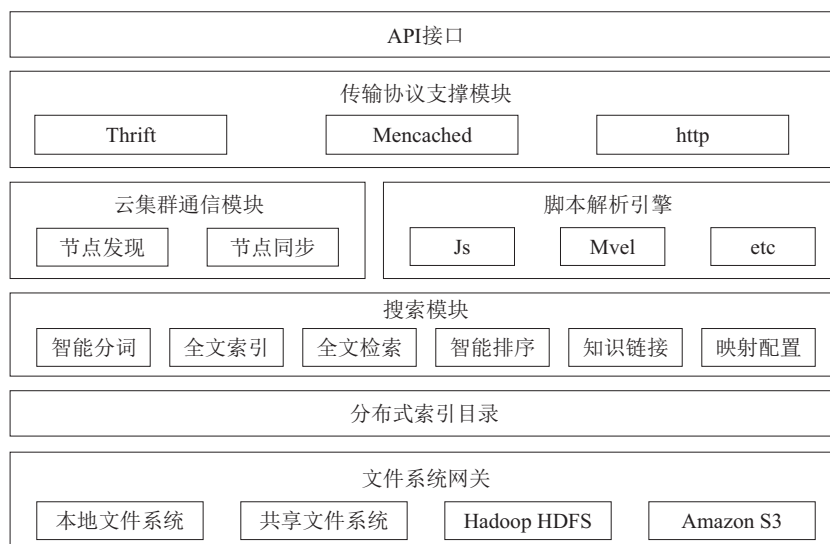 API接口
传输协议支撑模块
Thrift Mencached http
云集群通信模块 脚本解析引擎
节点发现 节点同步 Js Mvel etc
搜索模块
智能分词 全文索引 全文检索 智能排序 知识链接 映射配置
分布式索引目录
文件系统网关
本地文件系统 共享文件系统 Hadoop HDFS Amazon S3